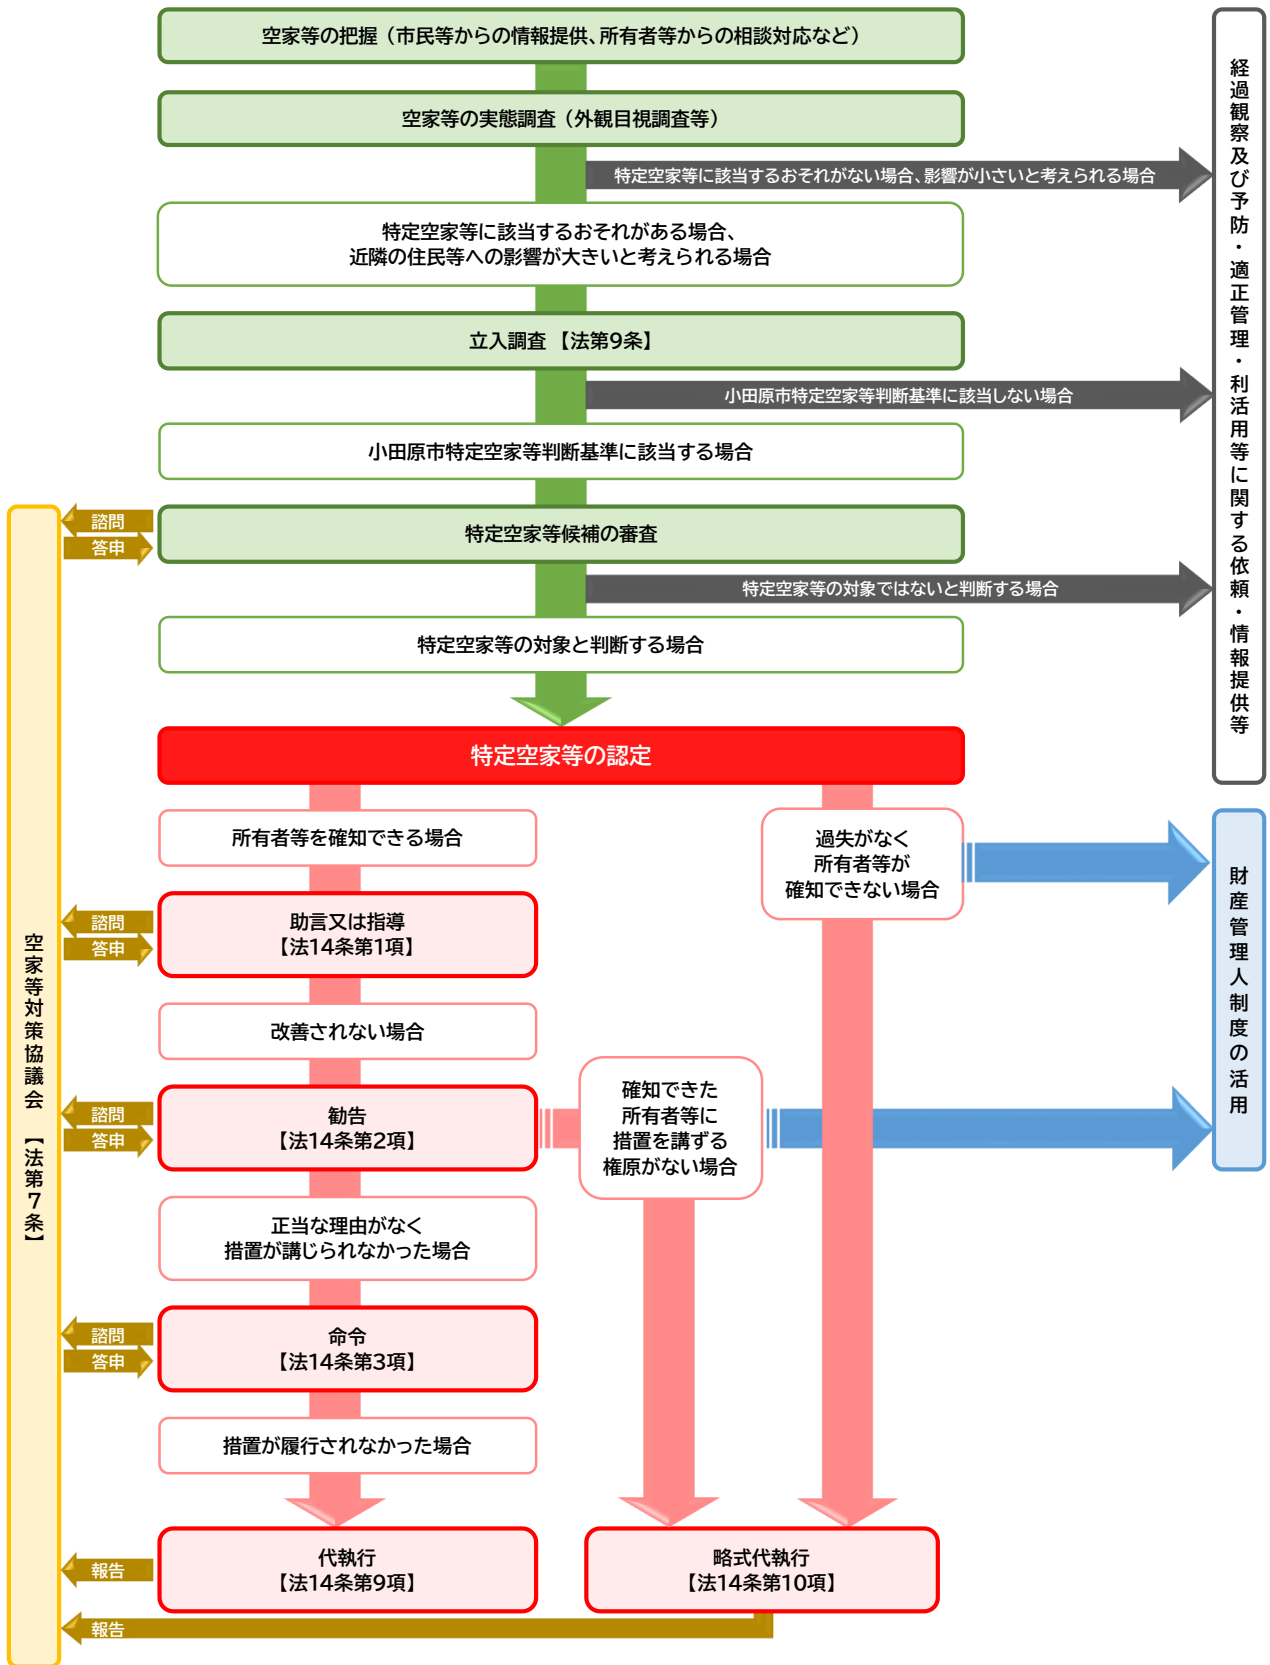 空家等の把握（市民等からの情報提供、所有者等からの相談対応など）
空家等の実態調査（外観目視調査等）
特定空家等に該当するおそれがない場合、影響が小さいと考えられる場合
特定空家等に該当するおそれがある場合、
近隣の住民等への影響が大きいと考えられる場合
立入調査 【法第9条】
小田原市特定空家等判断基準に該当しない場合
小田原市特定空家等判断基準に該当する場合
諮問
答申
特定空家等候補の審査
特定空家等の対象ではないと判断する場合
特定空家等の対象と判断する場合
経過観察及び予防・適正管理・利活用等に関する依頼・情報提供等
特定空家等の認定
所有者等を確知できる場合
過失がなく
所有者等が
確知できない場合
財産管理人制度の活用
諮問
答申
助言又は指導
【法14条第1項】
改善されない場合
諮問
答申
勧告
【法14条第2項】
確知できた
所有者等に
措置を講ずる
権原がない場合
正当な理由がなく
措置が講じられなかった場合
諮問
答申
命令
【法14条第3項】
措置が履行されなかった場合
報告
代執行
【法14条第9項】
略式代執行
【法14条第10項】
報告
空家等対策協議会 【法第7条】